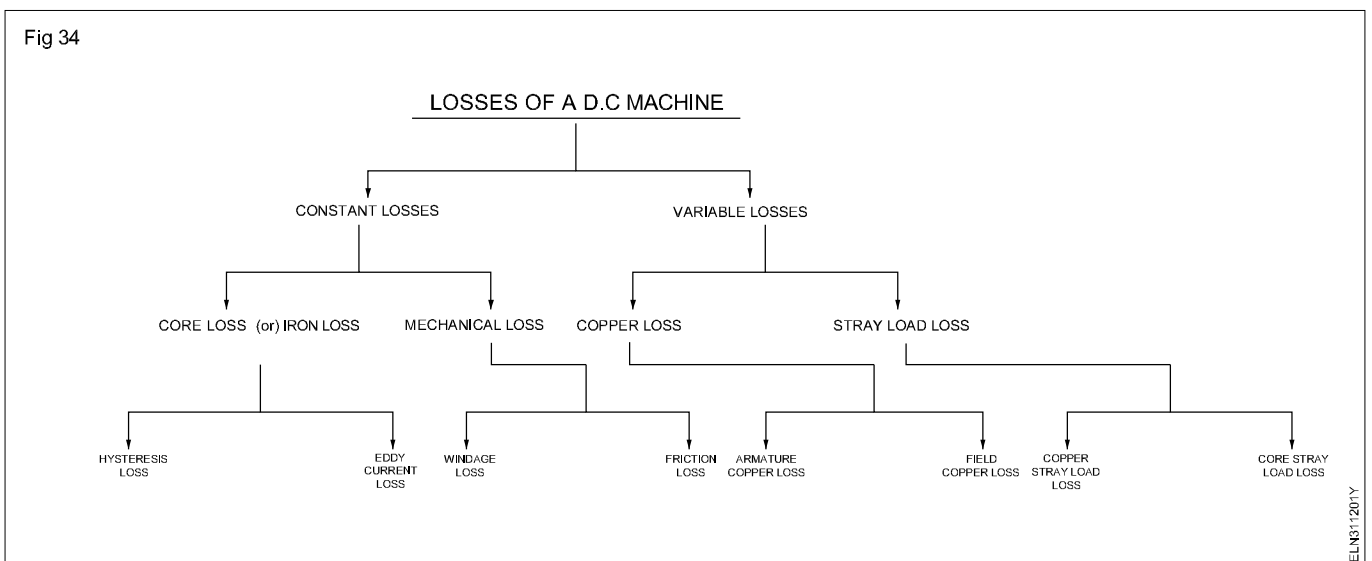 Fig 34
LOSSES OF A D.C MACHINE
CONSTANT LOSSES
VARIABLE LOSSES
CORE LOSS (or) IRON LOSS
MECHANICAL LOSS
COPPER LOSS
STRAY LOAD LOSS
HYSTERESIS
LOSS
EDDY
CURRENT
LOSS
WINDAGE
LOSS
FRICTION
LOSS
ARMATURE
COPPER LOSS
FIELD
COPPER LOSS
COPPER
STRAY LOAD
LOSS
CORE STRAY
LOAD LOSS
ELN311201Y